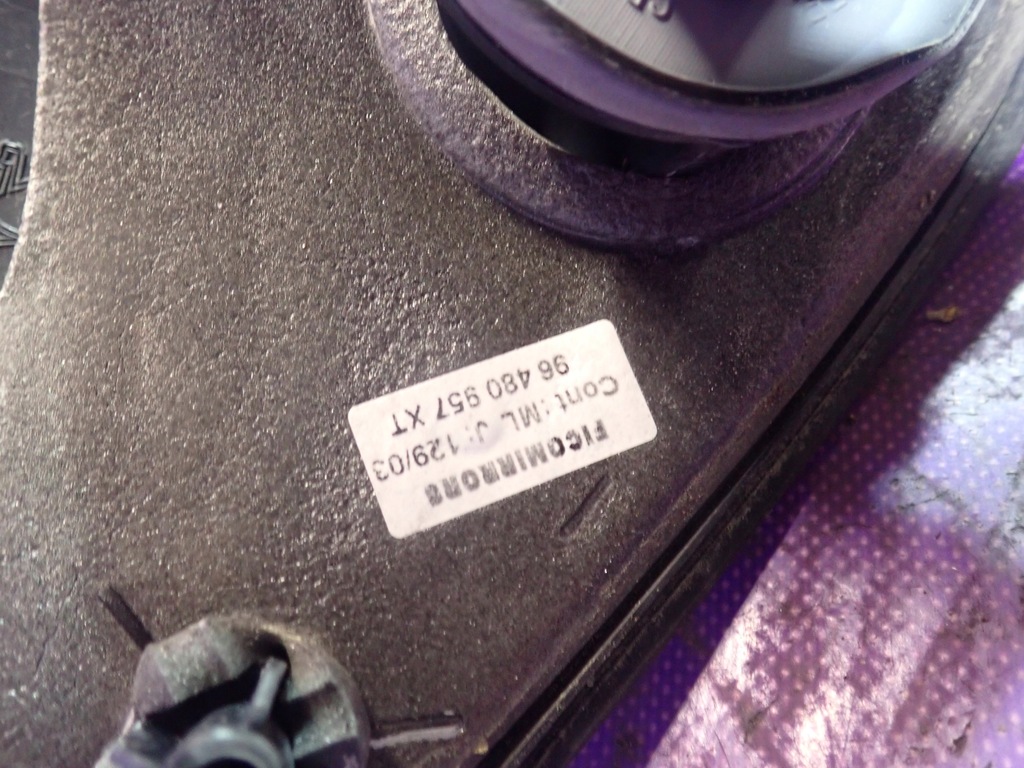 FICOMIRRORS
Cont: ML J: 129/03
96 480 957 XT